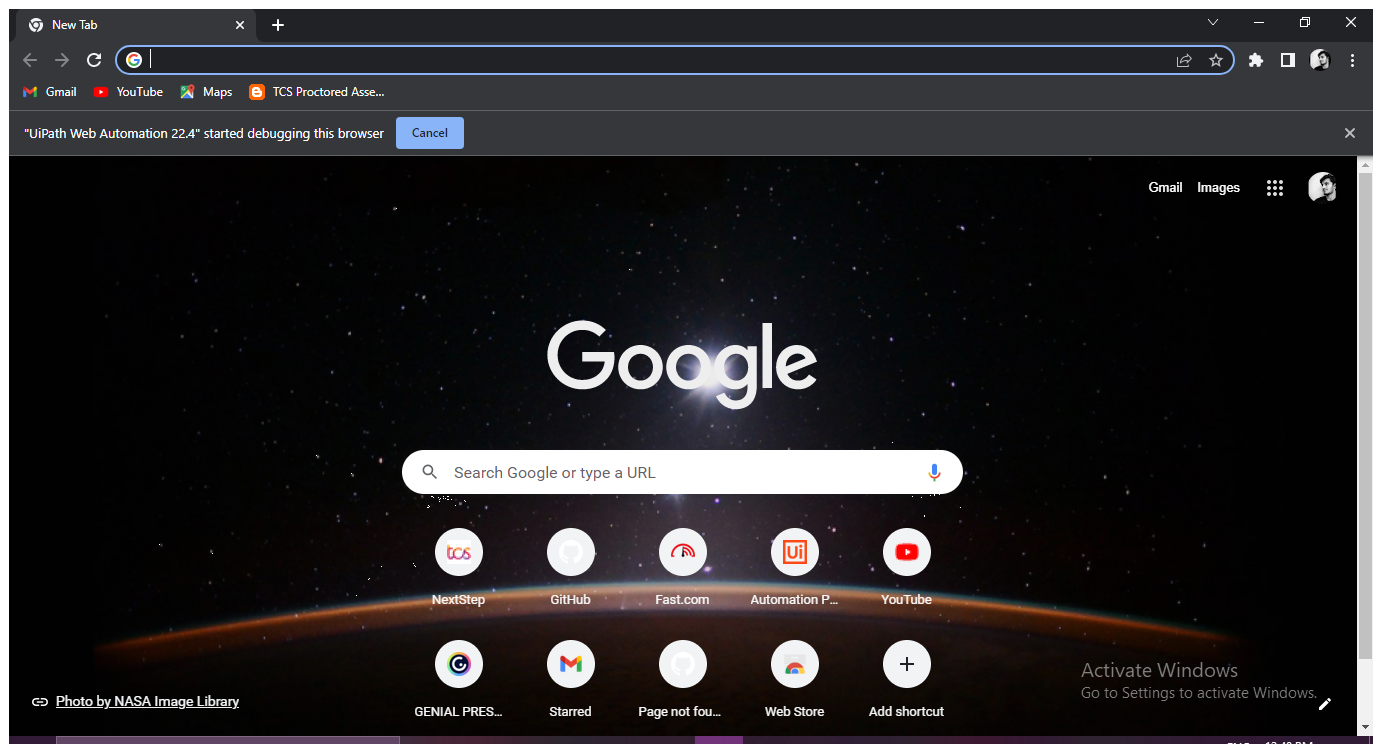 New Tab
Gmail YouTube Maps TCS Proctored Asse...
"UiPath Web Automation 22.4" started debugging this browser Cancel
Gmail Images
Google
Search Google or type a URL
tcs Ui
NextStep GitHub Fast.com Automation P... YouTube
GENIAL PRES... Starred Page not fou... Web Store Add shortcut
Activate Windows
Go to Settings to activate Windows.
Photo by NASA Image Library